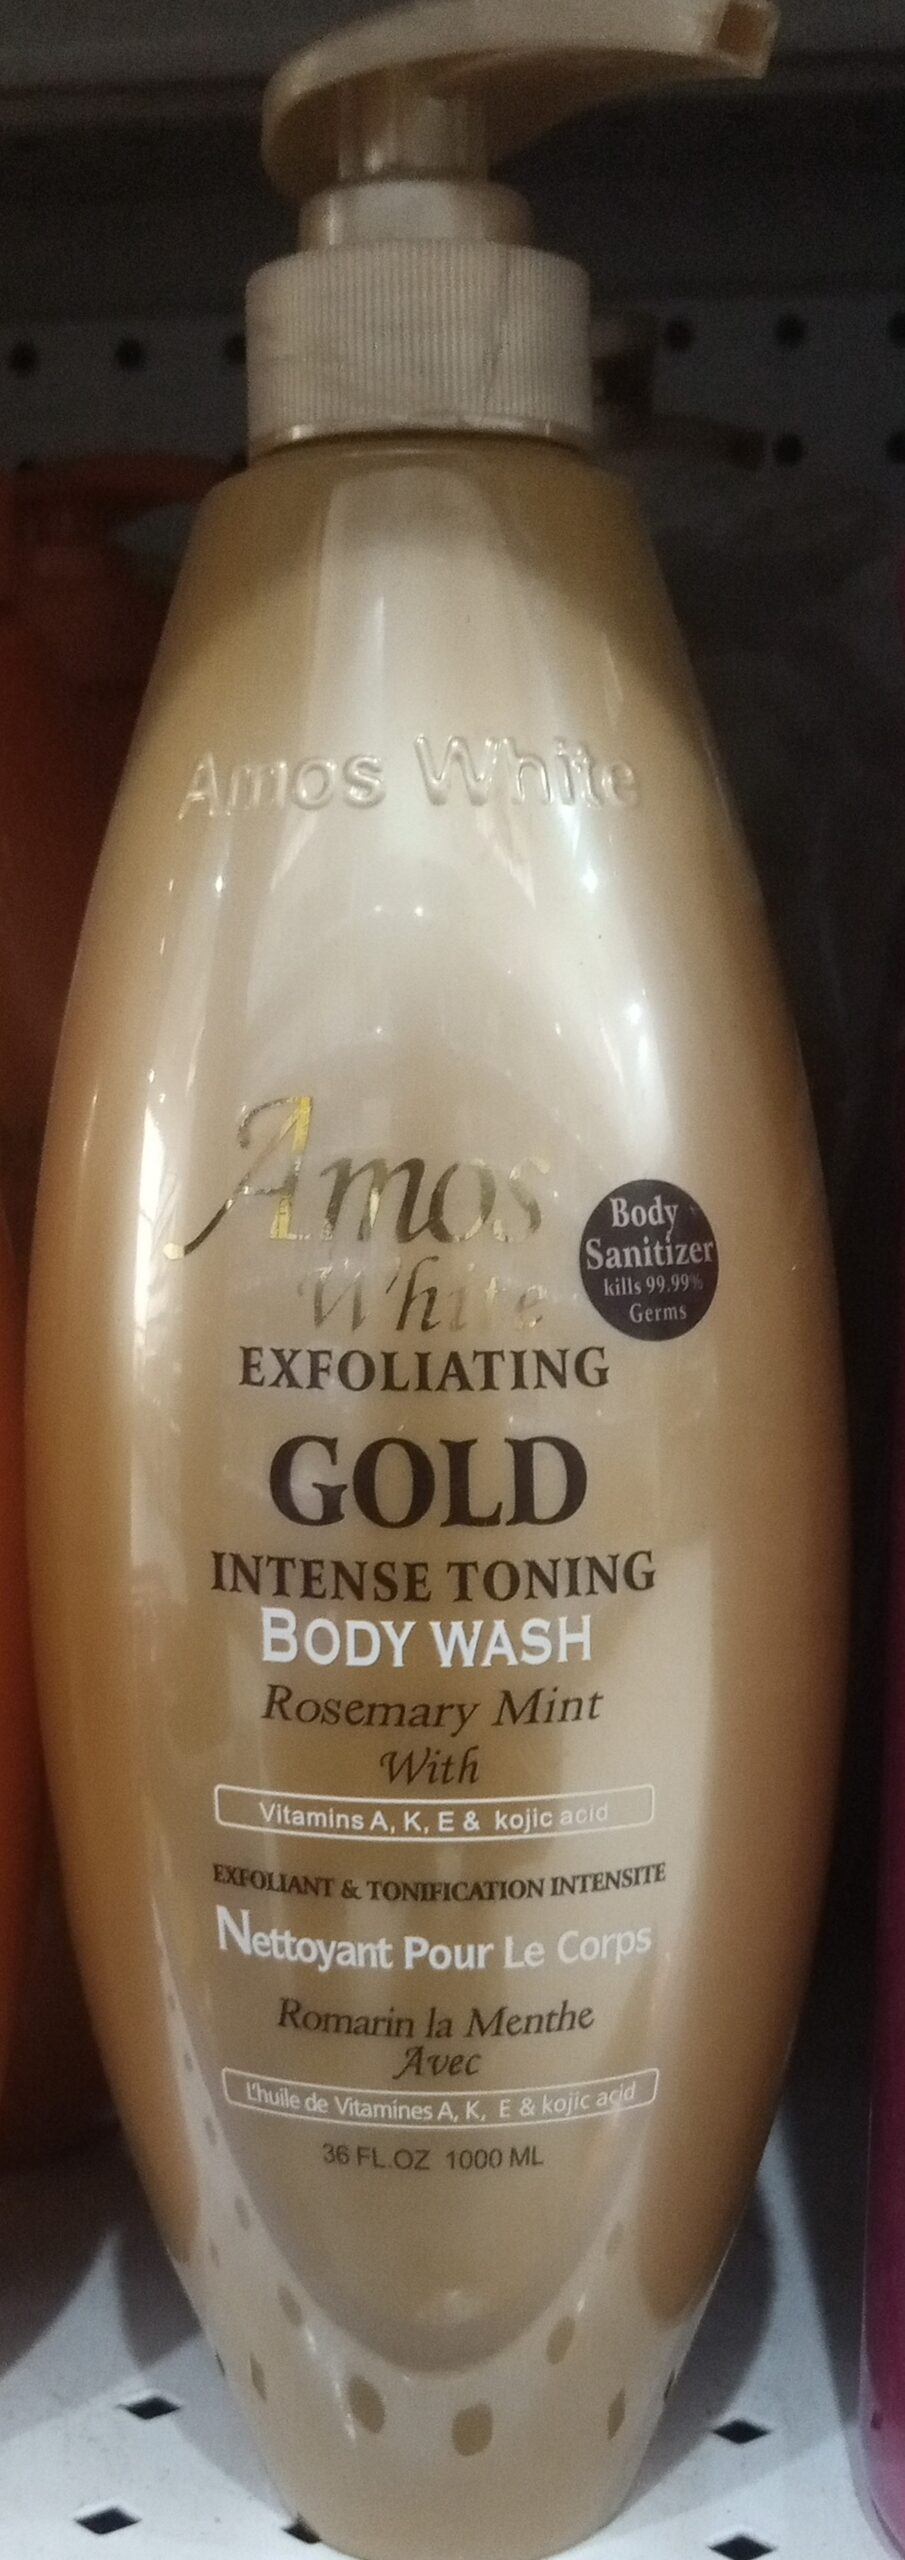 Amos White
Amos
White
Body
Sanitizer
kills 99.99%
Germs
EXFOLIATING
GOLD
INTENSE TONING
BODY WASH
Rosemary Mint
With
Vitamins A, K, E & kojic acid
EXFOLIANT & TONIFICATION INTENSITE
Nettoyant Pour Le Corps
Romarin la Menthe
Avec
L'huile de Vitamines A, K, E & kojic acid
36 FL.OZ 1000 ML